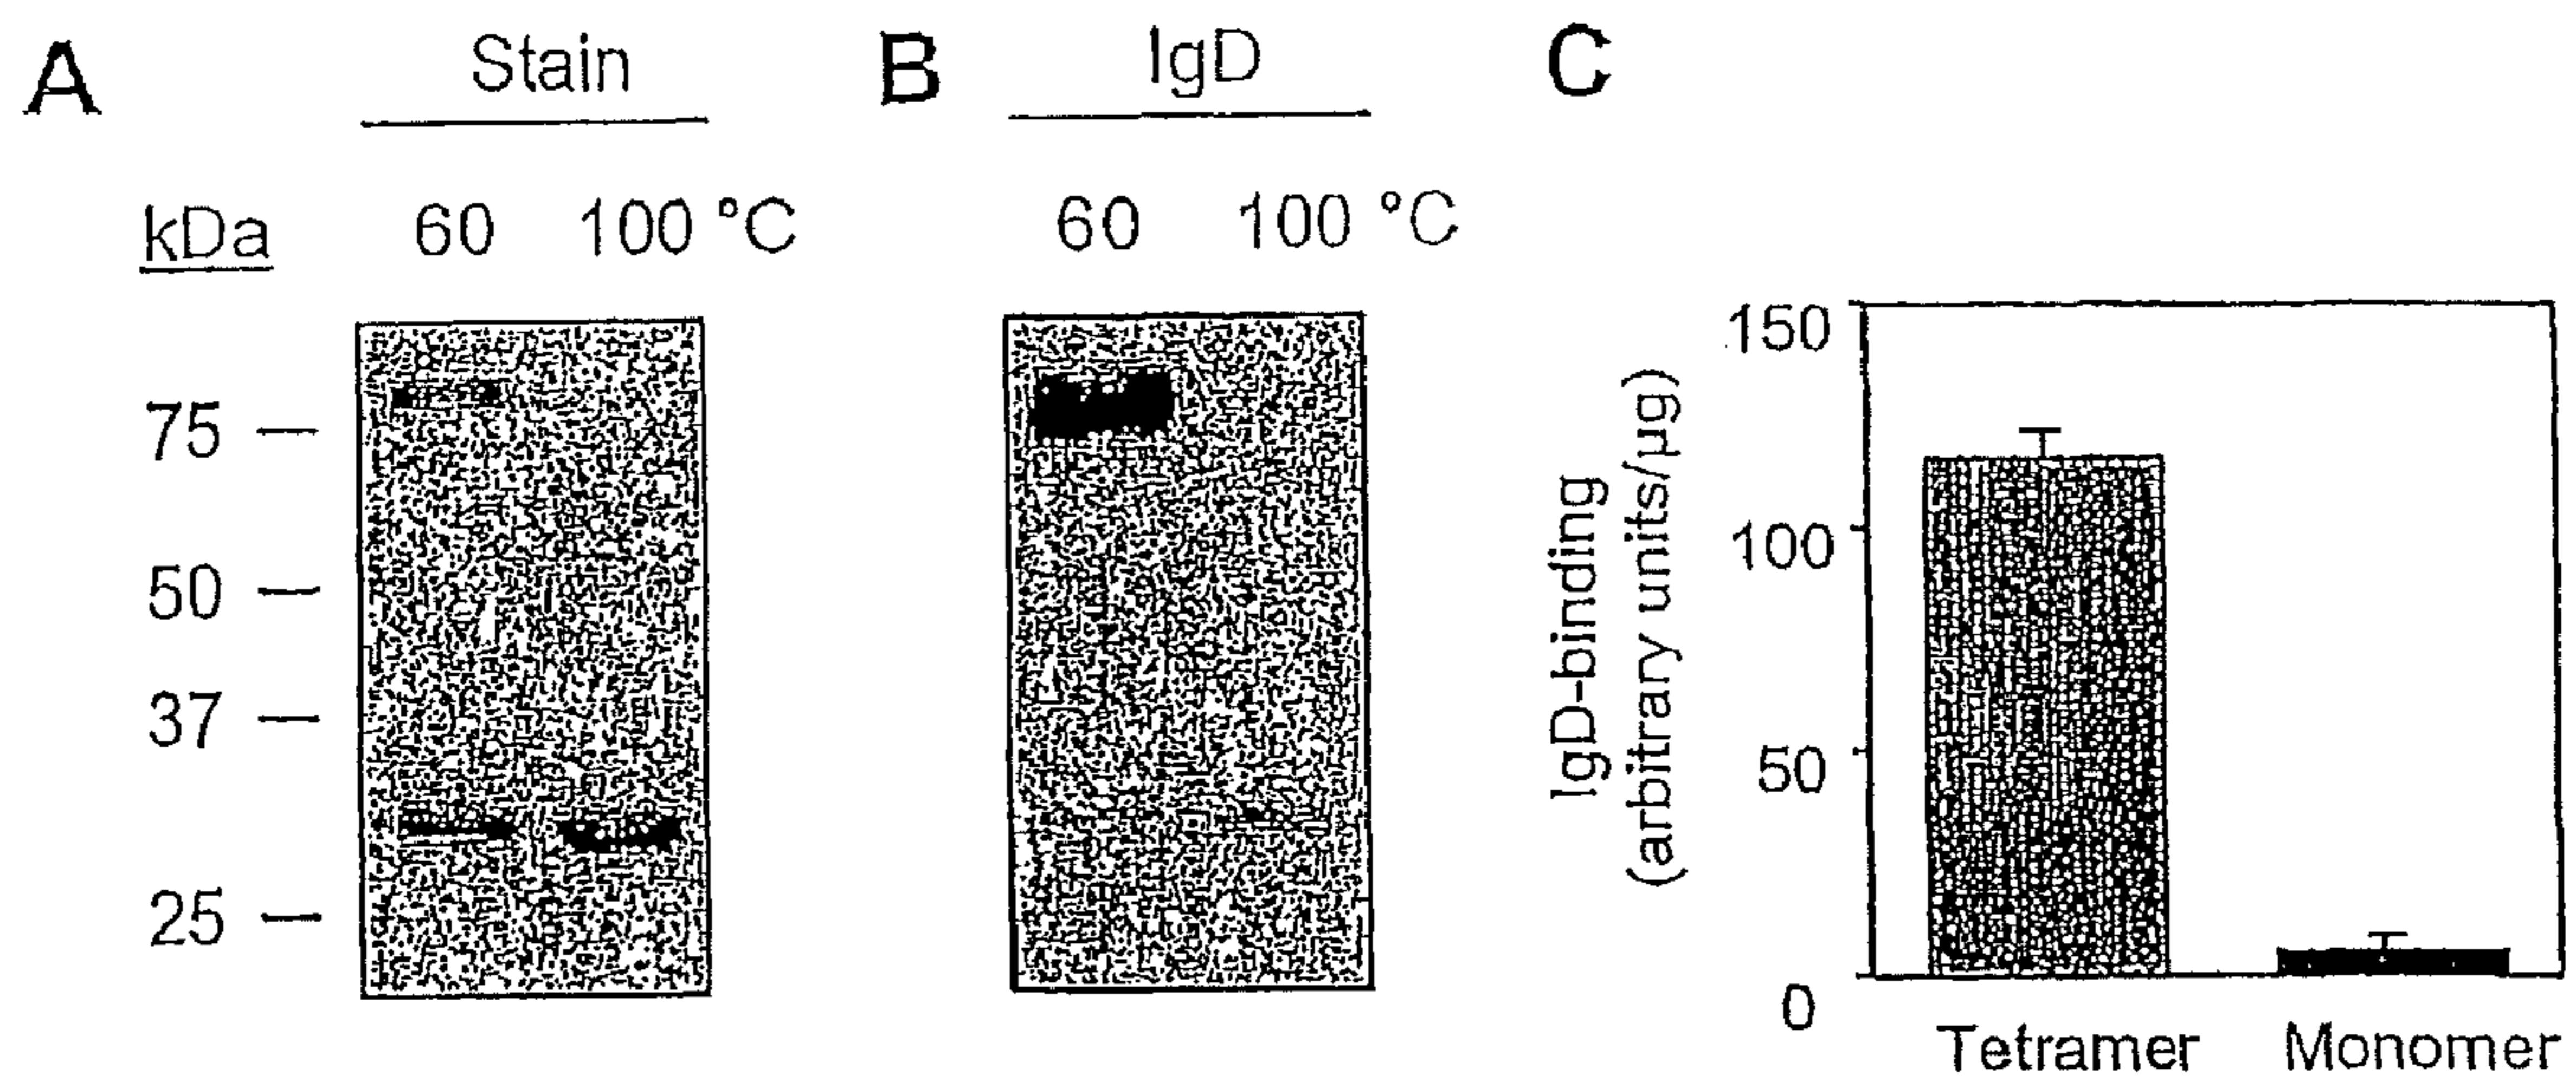 A Stain
kDa 60 100 °C
75
50
37
25
B IgD
60 100 °C
C
IgD-binding
(arbitrary units/µg)
150
100
50
0
Tetramer Monomer